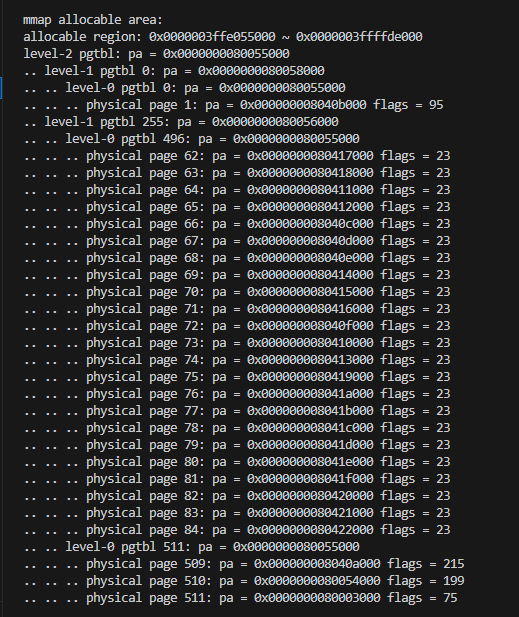 mmap allocable area:
allocable region: 0x0000003ffe055000 ~ 0x0000003ffffde000
level-2 pgtbl: pa = 0x0000000080055000
.. level-1 pgtbl 0: pa = 0x0000000080058000
.. .. level-0 pgtbl 0: pa = 0x0000000080055000
.. .. .. physical page 1: pa = 0x000000008040b000 flags = 95
.. level-1 pgtbl 255: pa = 0x0000000080056000
.. .. level-0 pgtbl 496: pa = 0x0000000080055000
.. .. .. physical page 62: pa = 0x0000000080417000 flags = 23
.. .. .. physical page 63: pa = 0x0000000080418000 flags = 23
.. .. .. physical page 64: pa = 0x0000000080411000 flags = 23
.. .. .. physical page 65: pa = 0x0000000080412000 flags = 23
.. .. .. physical page 66: pa = 0x000000008040c000 flags = 23
.. .. .. physical page 67: pa = 0x000000008040d000 flags = 23
.. .. .. physical page 68: pa = 0x000000008040e000 flags = 23
.. .. .. physical page 69: pa = 0x0000000080414000 flags = 23
.. .. .. physical page 70: pa = 0x0000000080415000 flags = 23
.. .. .. physical page 71: pa = 0x0000000080416000 flags = 23
.. .. .. physical page 72: pa = 0x000000008040f000 flags = 23
.. .. .. physical page 73: pa = 0x0000000080410000 flags = 23
.. .. .. physical page 74: pa = 0x0000000080413000 flags = 23
.. .. .. physical page 75: pa = 0x0000000080419000 flags = 23
.. .. .. physical page 76: pa = 0x000000008041a000 flags = 23
.. .. .. physical page 77: pa = 0x000000008041b000 flags = 23
.. .. .. physical page 78: pa = 0x000000008041c000 flags = 23
.. .. .. physical page 79: pa = 0x000000008041d000 flags = 23
.. .. .. physical page 80: pa = 0x000000008041e000 flags = 23
.. .. .. physical page 81: pa = 0x000000008041f000 flags = 23
.. .. .. physical page 82: pa = 0x0000000080420000 flags = 23
.. .. .. physical page 83: pa = 0x0000000080421000 flags = 23
.. .. .. physical page 84: pa = 0x0000000080422000 flags = 23
.. .. level-0 pgtbl 511: pa = 0x0000000080055000
.. .. .. physical page 509: pa = 0x000000008040a000 flags = 215
.. .. .. physical page 510: pa = 0x0000000080054000 flags = 199
.. .. .. physical page 511: pa = 0x0000000080003000 flags = 75